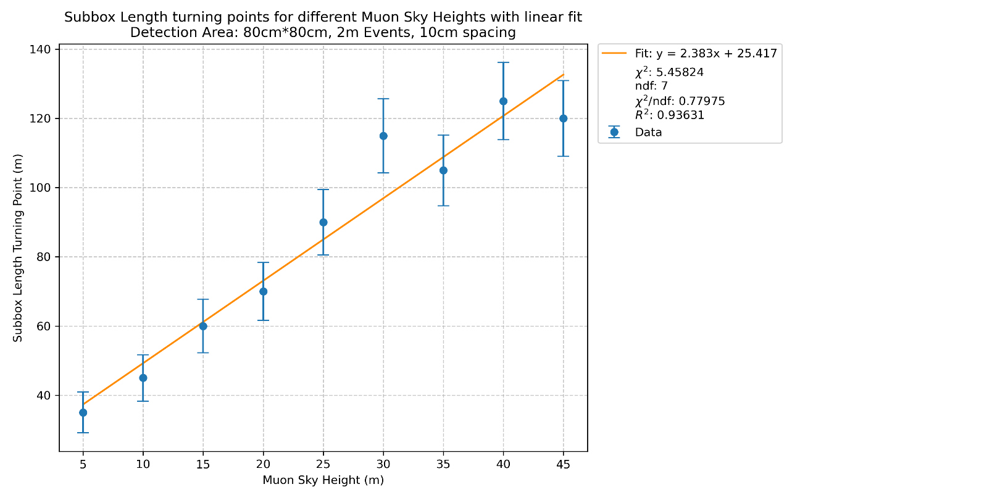 Subbox Length turning points for different Muon Sky Heights with linear fit
Detection Area: 80cm*80cm, 2m Events, 10cm spacing
140
120
100
80
60
40
Subbox Length Turning Point (m)
5 10 15 20 25 30 35 40 45
Muon Sky Height (m)
Fit: y = 2.383x + 25.417
χ²: 5.45824
ndf: 7
χ²/ndf: 0.77975
R²: 0.93631
Data